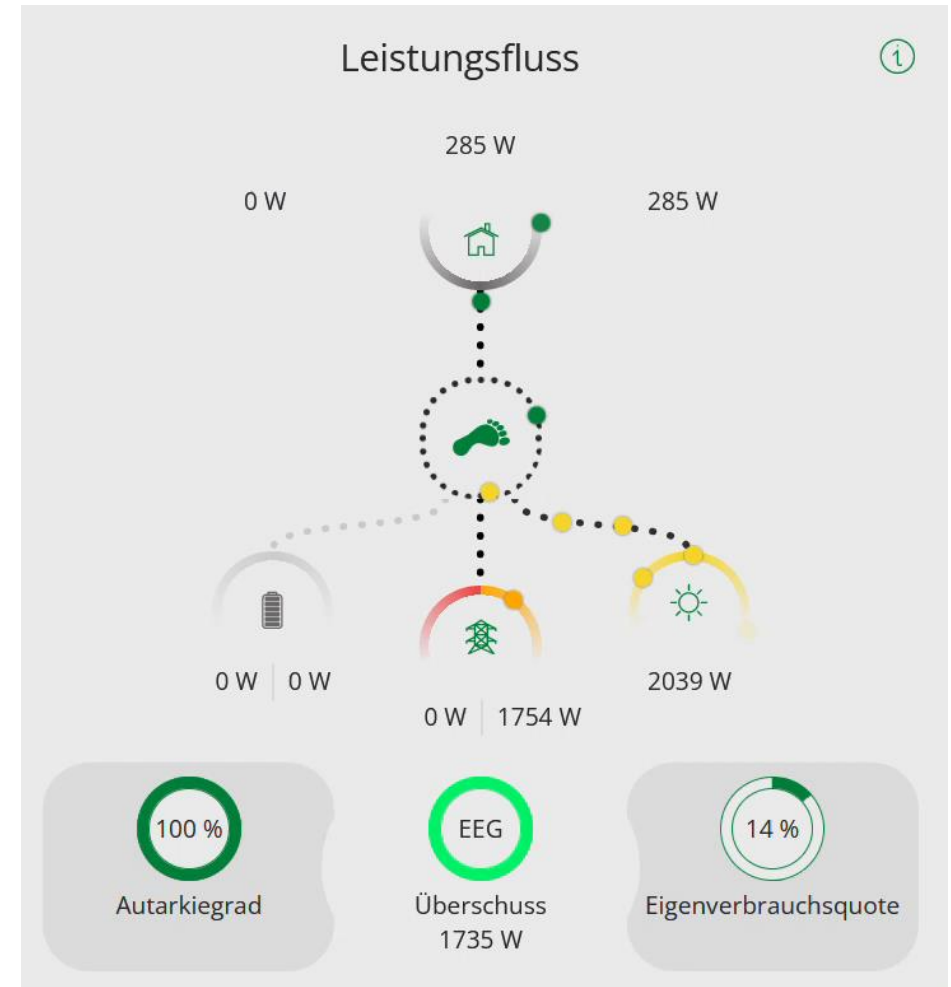 Leistungsfluss
285 W
0 W
285 W
0 W 0 W
2039 W
0 W 1754 W
100 %
EEG
14 %
Autarkiegrad
Überschuss
Eigenverbrauchsquote
1735 W